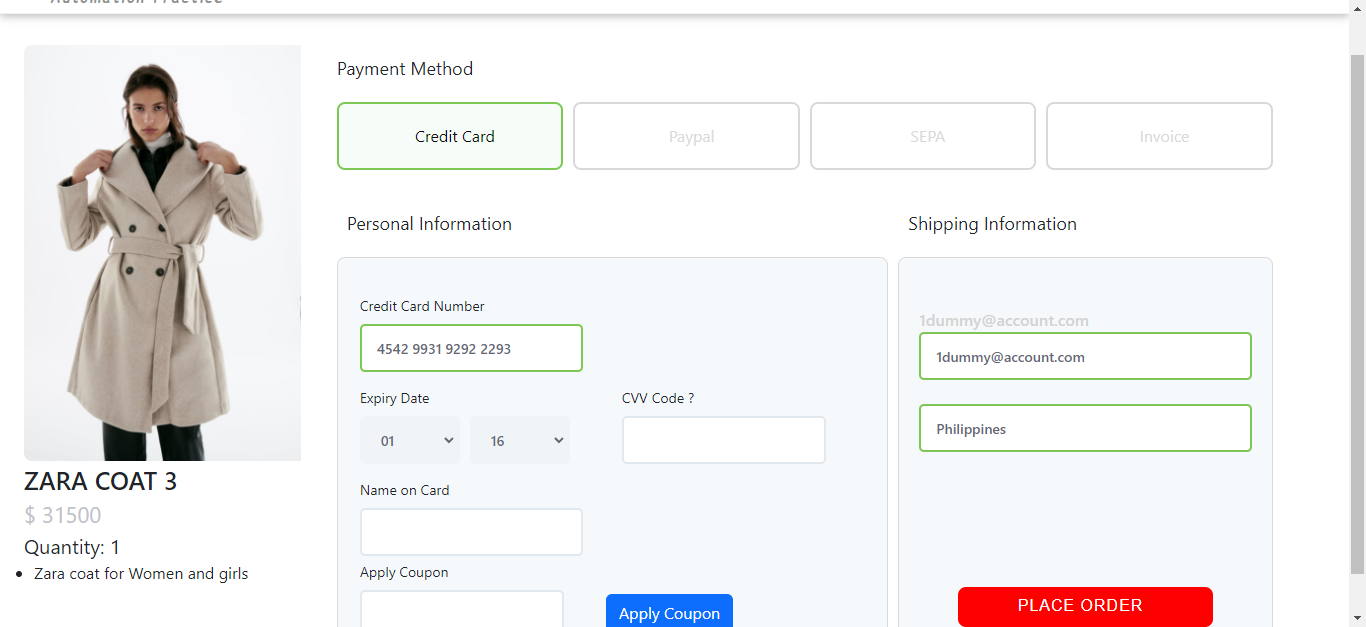 Automation Practice
Payment Method
Credit Card
Paypal
SEPA
Invoice
Personal Information
Shipping Information
Credit Card Number
4542 9931 9292 2293
1dummy@account.com
1dummy@account.com
Expiry Date
CVV Code ?
01
16
Philippines
Name on Card
ZARA COAT 3
$ 31500
Quantity: 1
Zara coat for Women and girls
Apply Coupon
Apply Coupon
PLACE ORDER